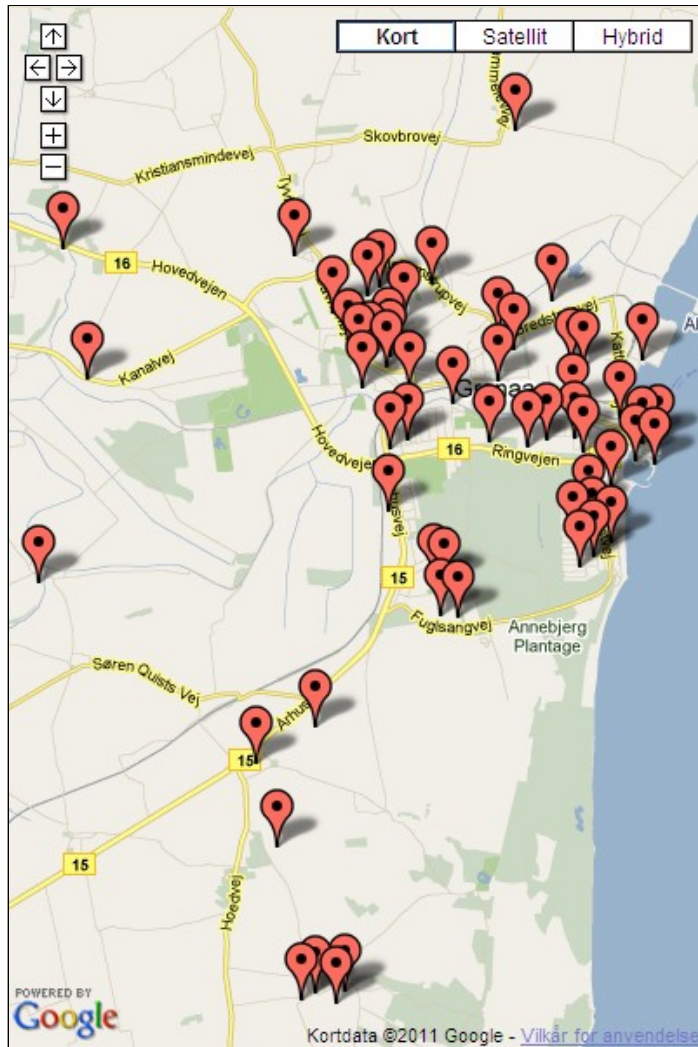 Kort
Satellit
Hybrid
Skovbrovej
Kristiansmindevej
16
Hovedvejen
Kanalvej
Hovedvejen
16
Ringvejen
15
Fuglsangvej
Annebjerg
Plantage
Søren Quists Vej
15
15
Hoedvej
POWERED BY
Google
Kortdata ©2011 Google - Vilkår for anvendelse